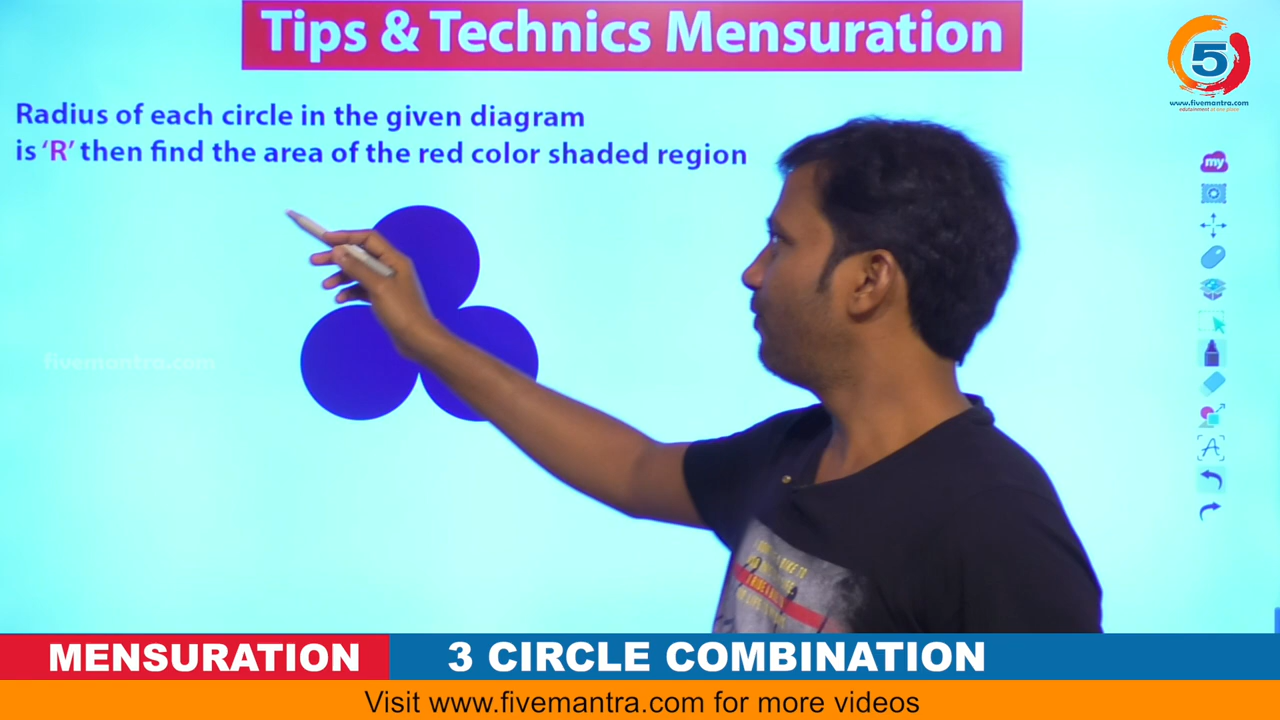 Tips & Technics Mensuration
5
www.fivemantra.com
Radius of each circle in the given diagram
is ‘R’ then find the area of the red color shaded region
my
fivemantra.com
A
MENSURATION
3 CIRCLE COMBINATION
Visit www.fivemantra.com for more videos